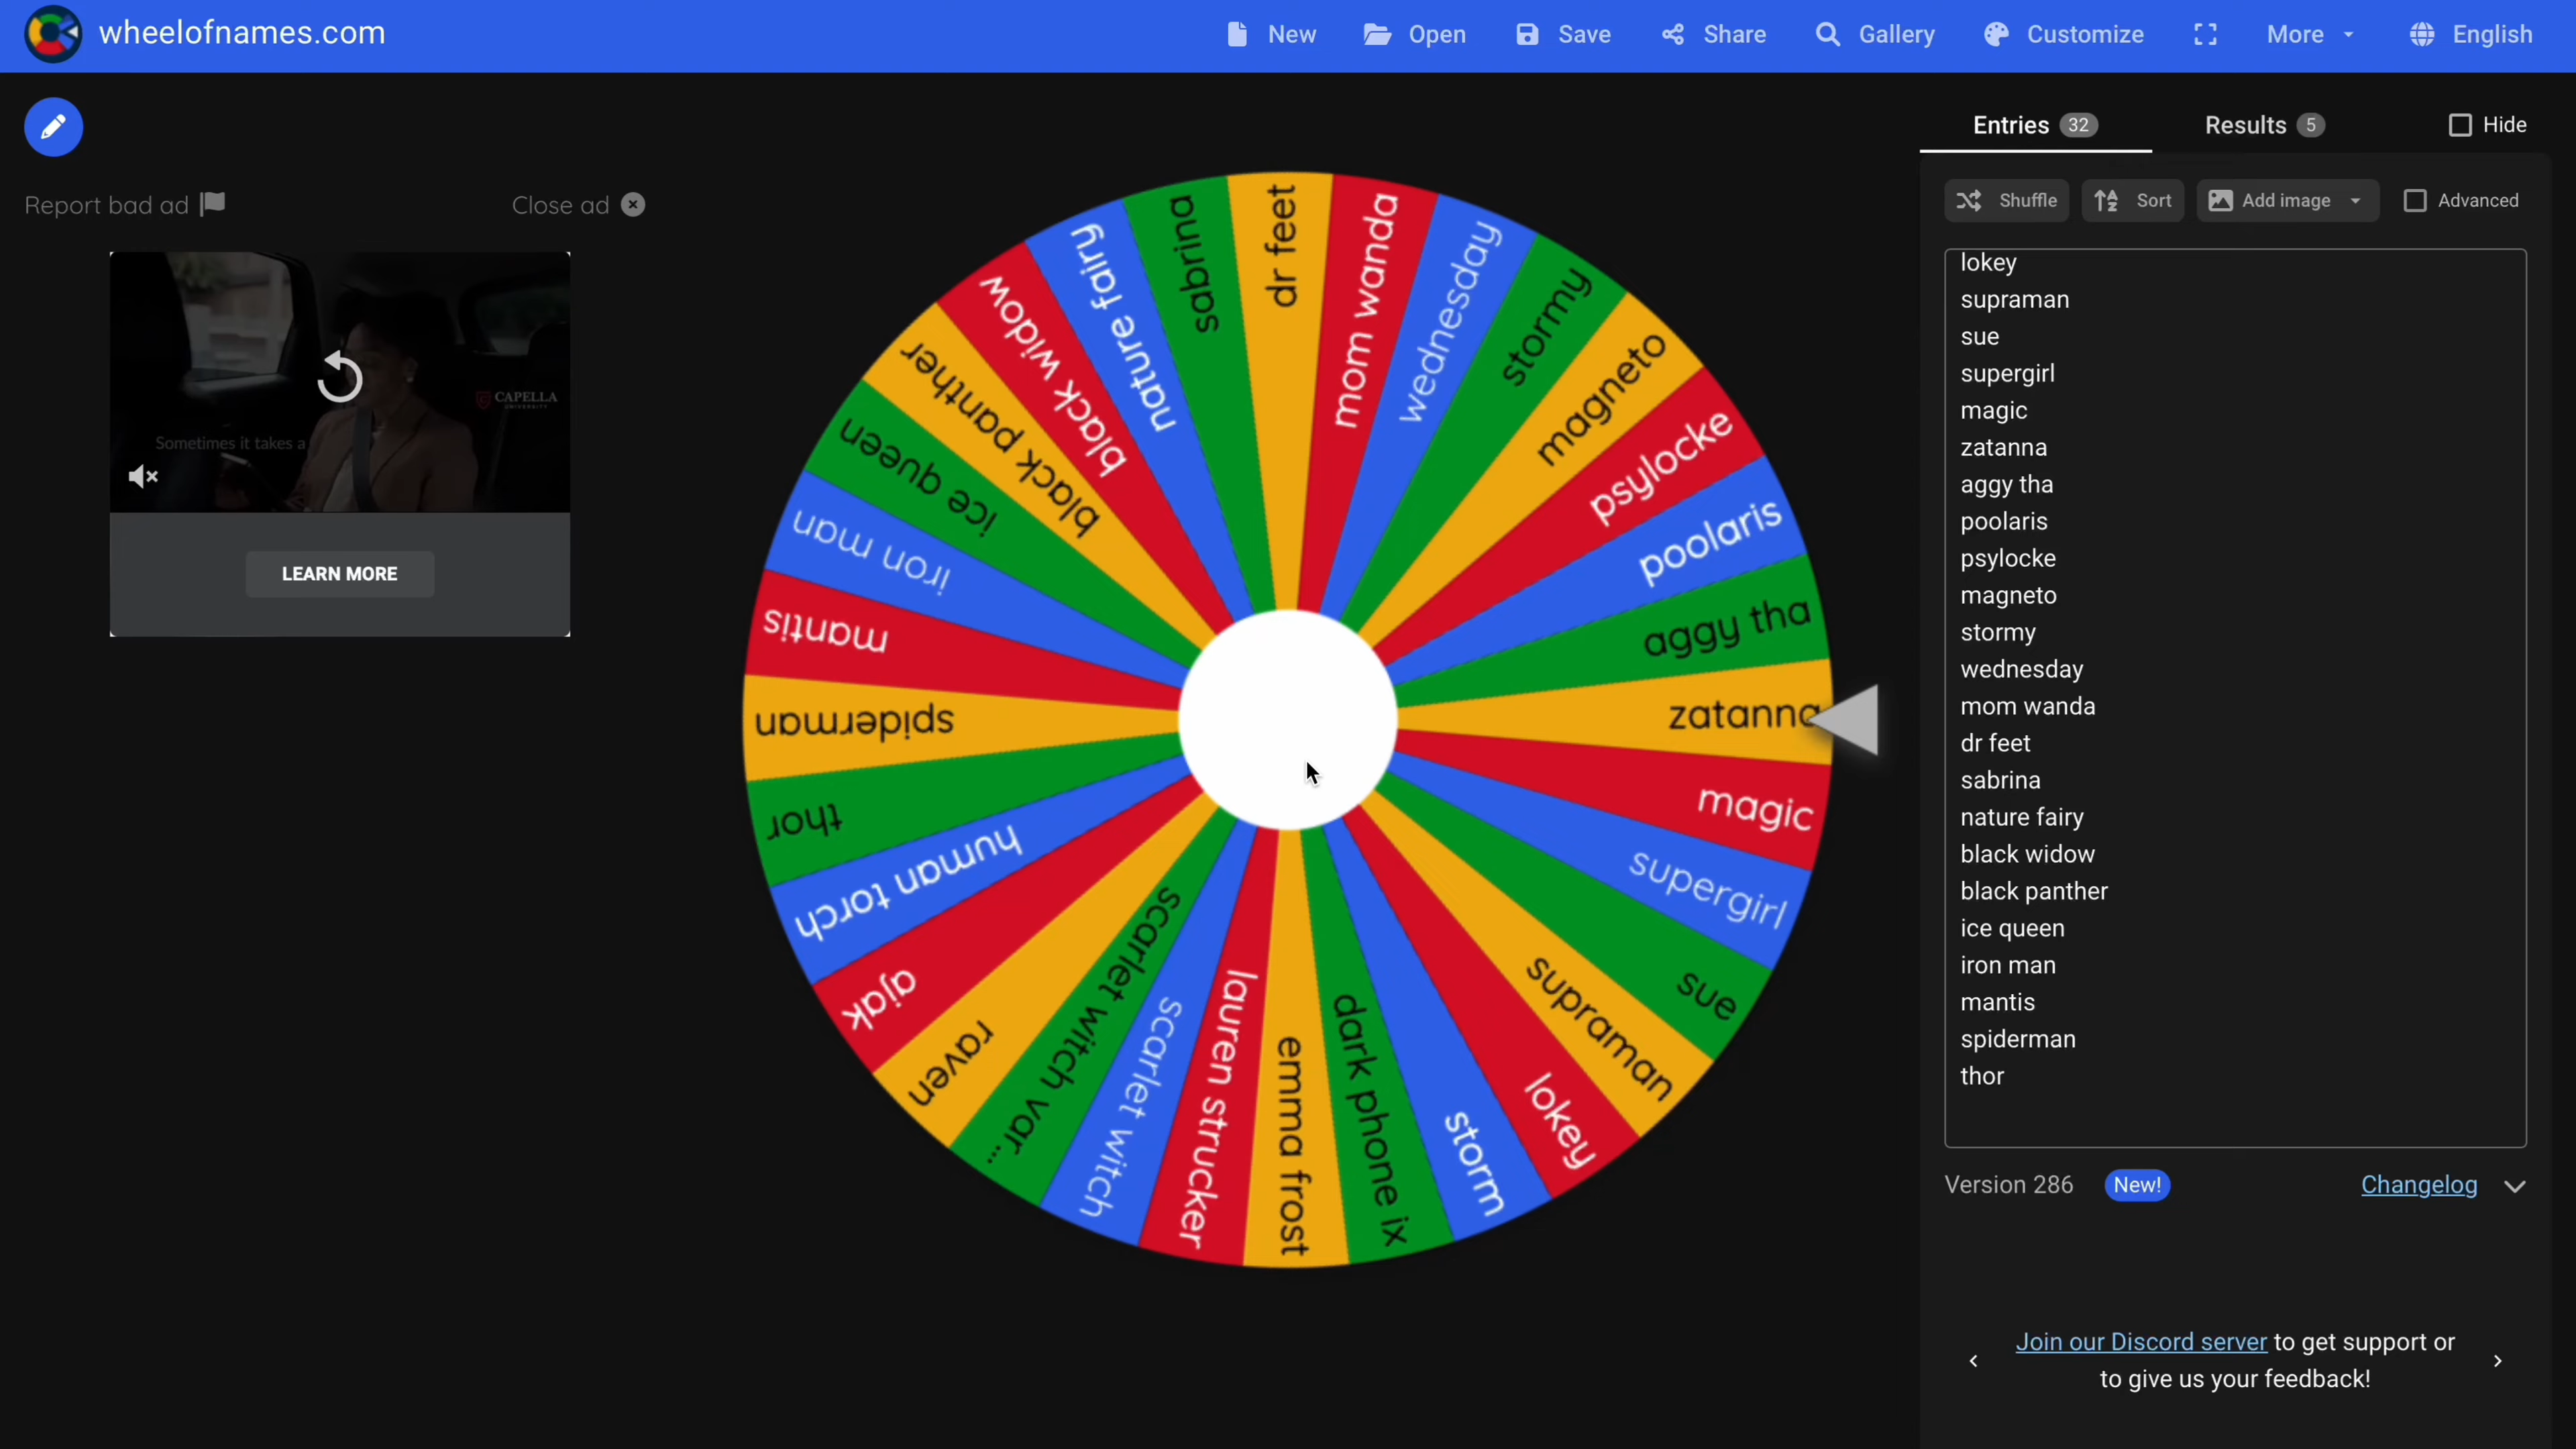 wheelofnames.com
New
Open
Save
Share
Gallery
Customize
More
English
Report bad ad
Close ad
Sometimes it takes a
CAPELLA
UNIVERSITY
LEARN MORE
dr feet
mom wanda
wednesday
stormy
magneto
psylocke
poolaris
aggy tha
zatanna
magic
supergirl
sue
supraman
lokey
storm
dark phone ix
emma frost
lauren strucker
scarlet witch
scarlet witch var...
raven
ajak
human torch
thor
spiderman
mantis
iron man
ice queen
black panther
black widow
nature fairy
sabrina
Entries 32
Results 5
Hide
Shuffle
Sort
Add image
Advanced
lokey
supraman
sue
supergirl
magic
zatanna
aggy tha
poolaris
psylocke
magneto
stormy
wednesday
mom wanda
dr feet
sabrina
nature fairy
black widow
black panther
ice queen
iron man
mantis
spiderman
thor
Version 286
New!
Changelog
Join our Discord server to get support or
to give us your feedback!